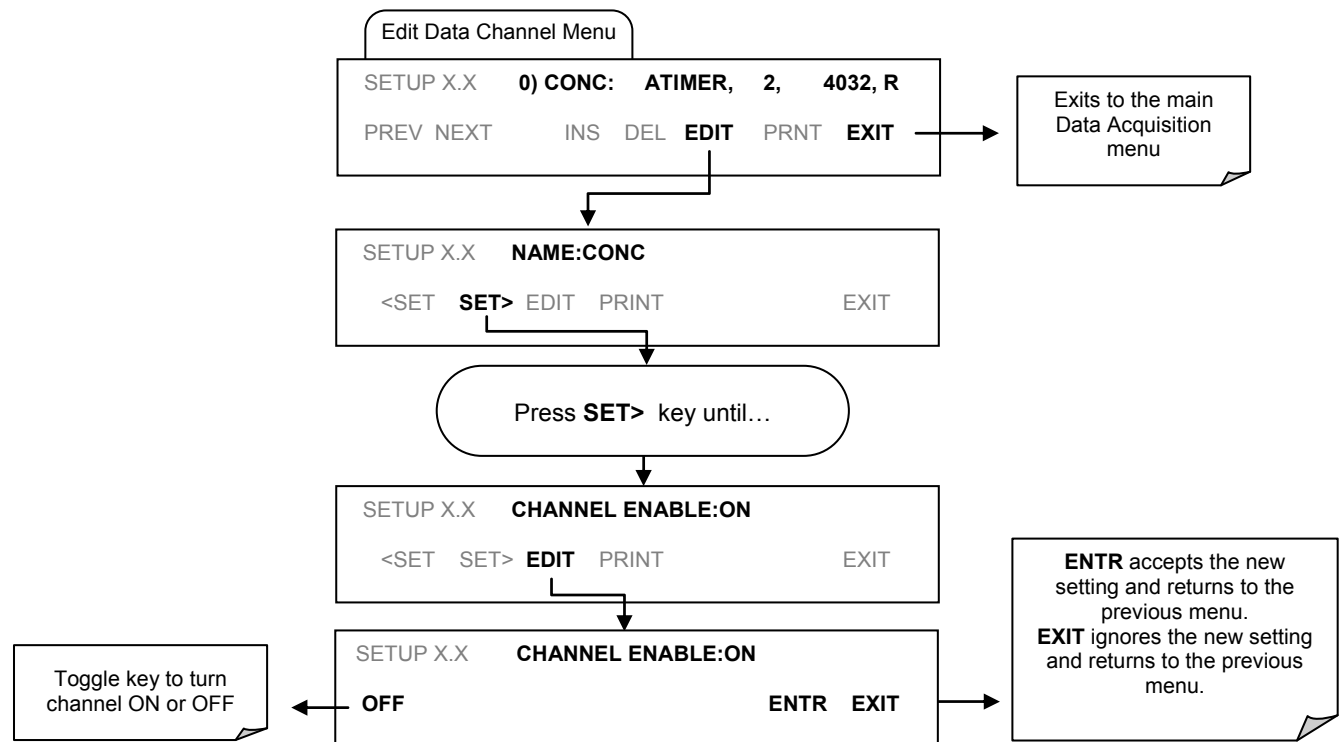 Edit Data Channel Menu
SETUP X.X 0) CONC: ATIMER, 2, 4032, R
PREV NEXT INS DEL EDIT PRNT EXIT
Exits to the main
Data Acquisition
menu
SETUP X.X NAME:CONC
<SET SET> EDIT PRINT EXIT
Press SET> key until…
SETUP X.X CHANNEL ENABLE:ON
<SET SET> EDIT PRINT EXIT
SETUP X.X CHANNEL ENABLE:ON
OFF ENTR EXIT
Toggle key to turn
channel ON or OFF
ENTR accepts the new
setting and returns to the
previous menu.
EXIT ignores the new setting
and returns to the previous
menu.